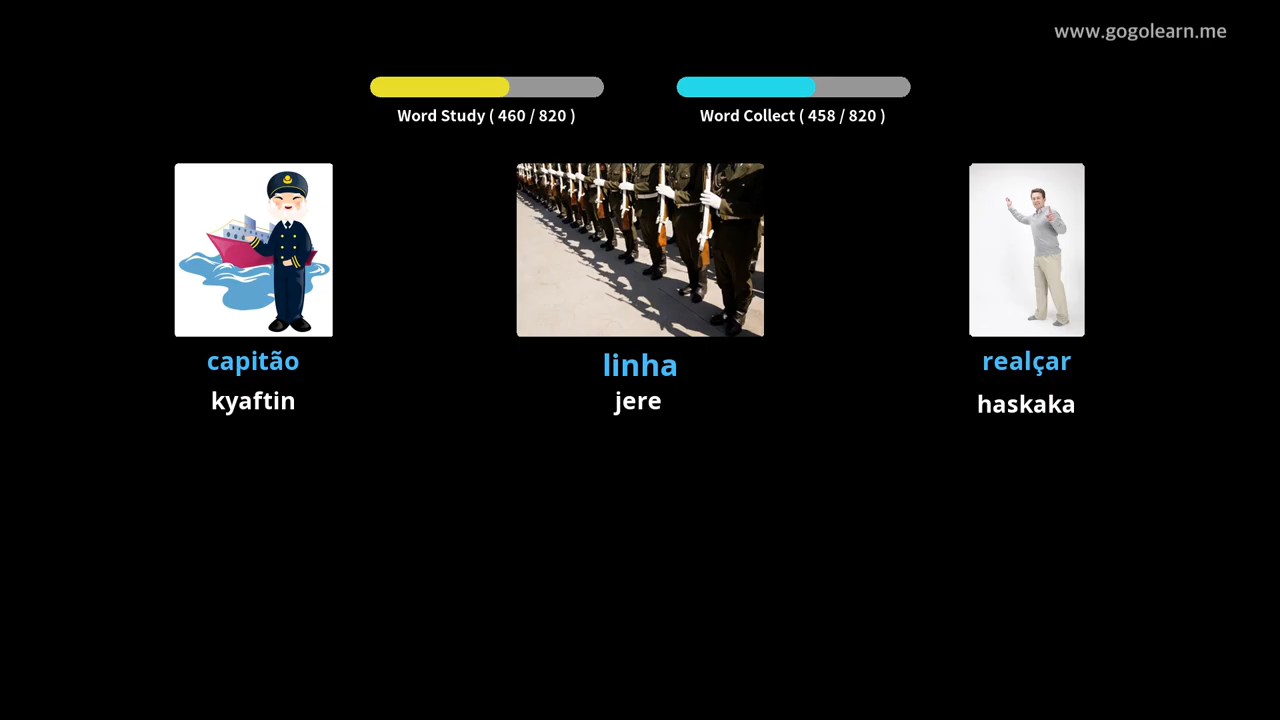 www.gogolearn.me
Word Study ( 460 / 820 )
Word Collect ( 458 / 820 )
capitão
kyaftin
linha
jere
realçar
haskaka